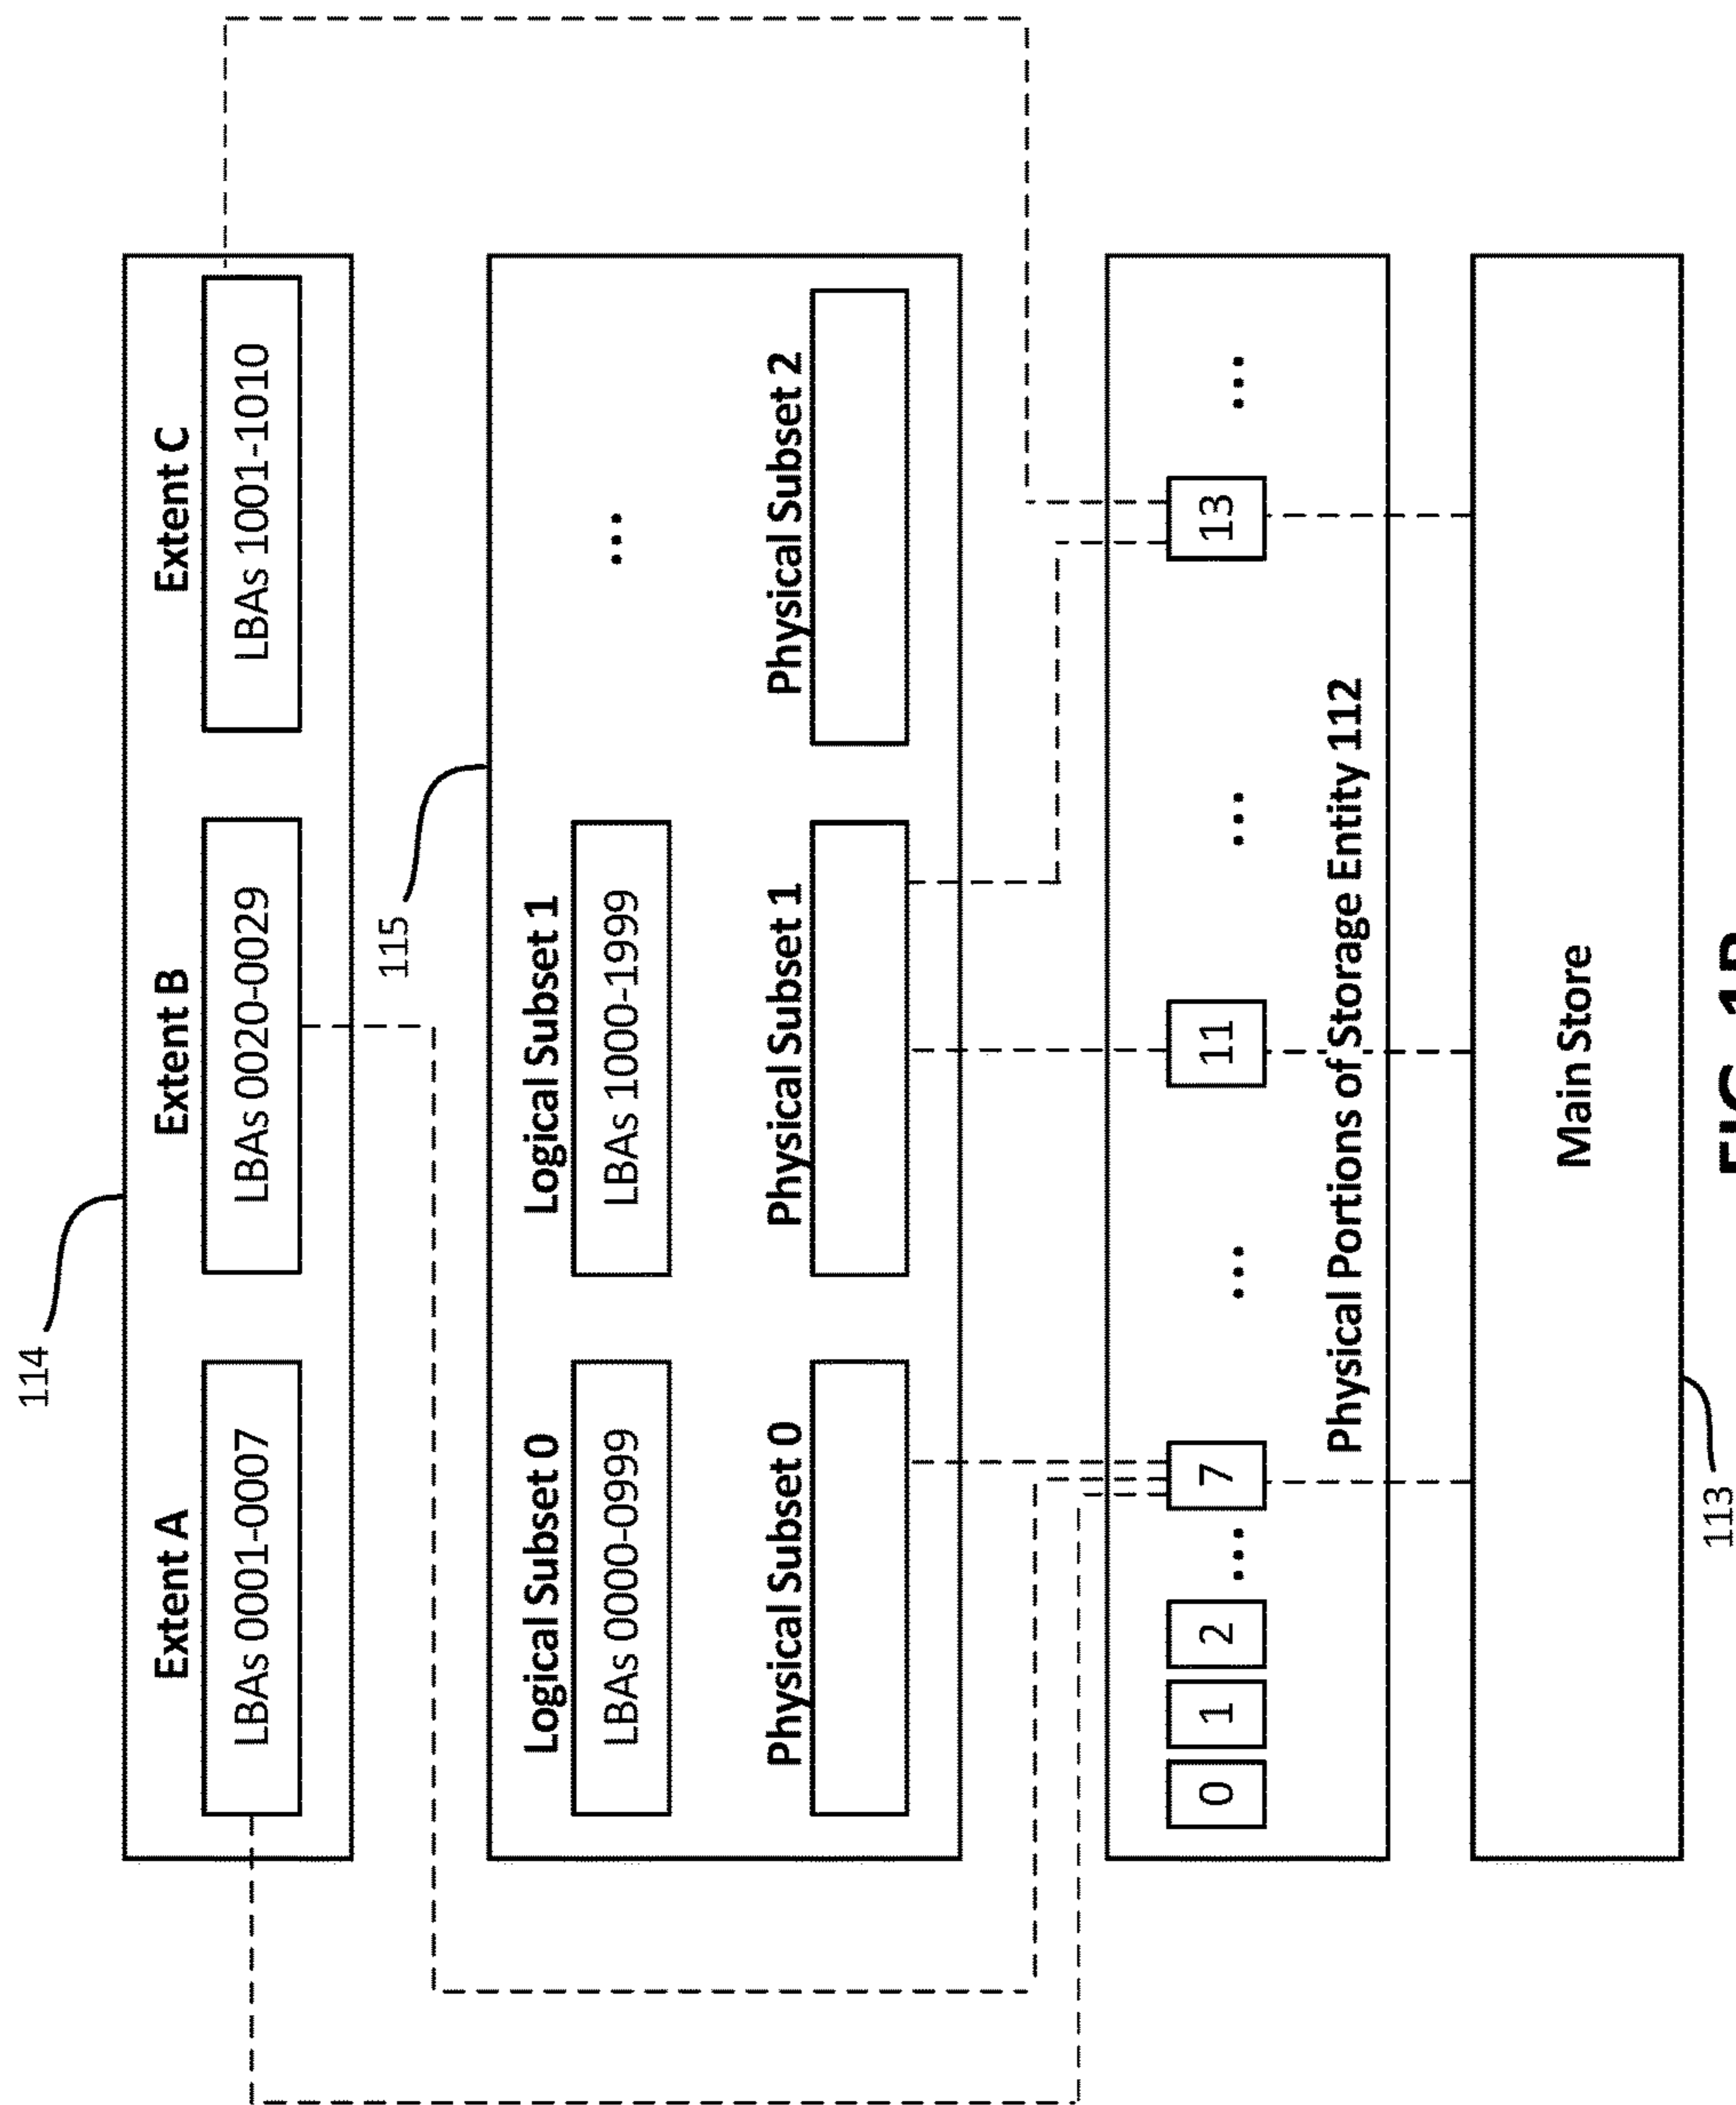 114
Extent A
Extent B
Extent C
LBAs 0001-0007
LBAs 0020-0029
LBAs 1001-1010
115
Logical Subset 0
Logical Subset 1
...
LBAs 0000-0999
LBAs 1000-1999
Physical Subset 0
Physical Subset 1
Physical Subset 2
0
1
2
...
7
...
11
...
13
...
Physical Portions of Storage Entity 112
Main Store
113